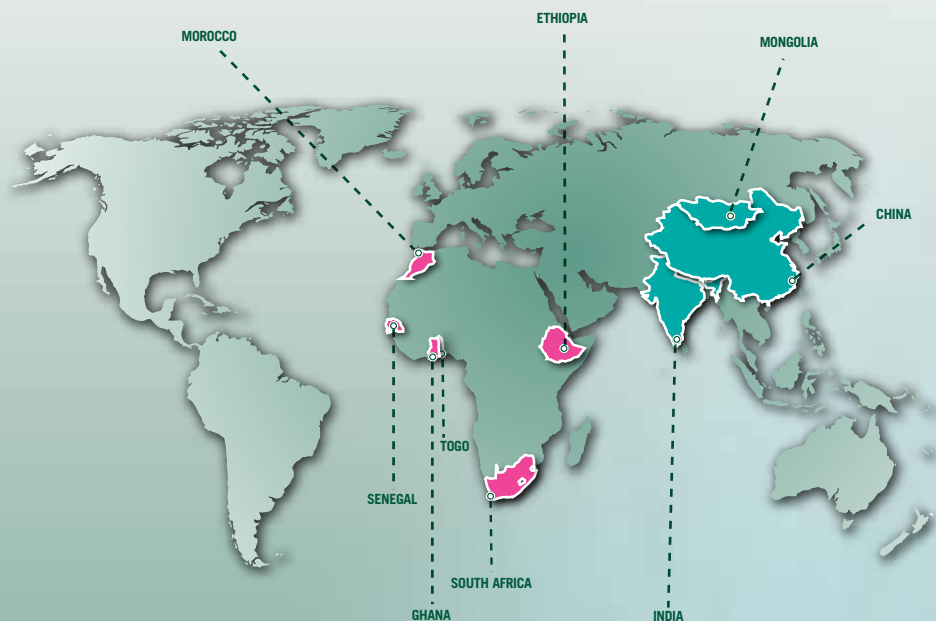 ETHIOPIA
MOROCCO
MONGOLIA
CHINA
TOGO
SENEGAL
SOUTH AFRICA
GHANA
INDIA